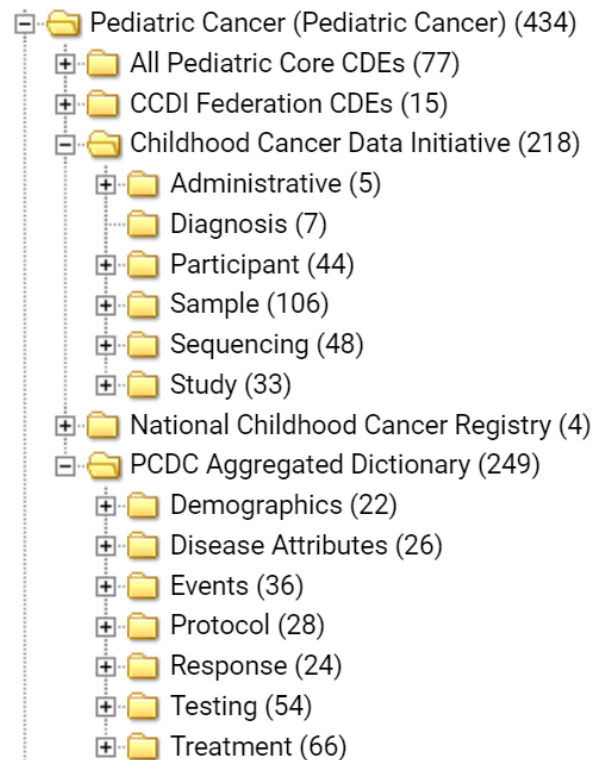 Pediatric Cancer (Pediatric Cancer) (434)
All Pediatric Core CDEs (77)
CCDI Federation CDEs (15)
Childhood Cancer Data Initiative (218)
Administrative (5)
Diagnosis (7)
Participant (44)
Sample (106)
Sequencing (48)
Study (33)
National Childhood Cancer Registry (4)
PCDC Aggregated Dictionary (249)
Demographics (22)
Disease Attributes (26)
Events (36)
Protocol (28)
Response (24)
Testing (54)
Treatment (66)